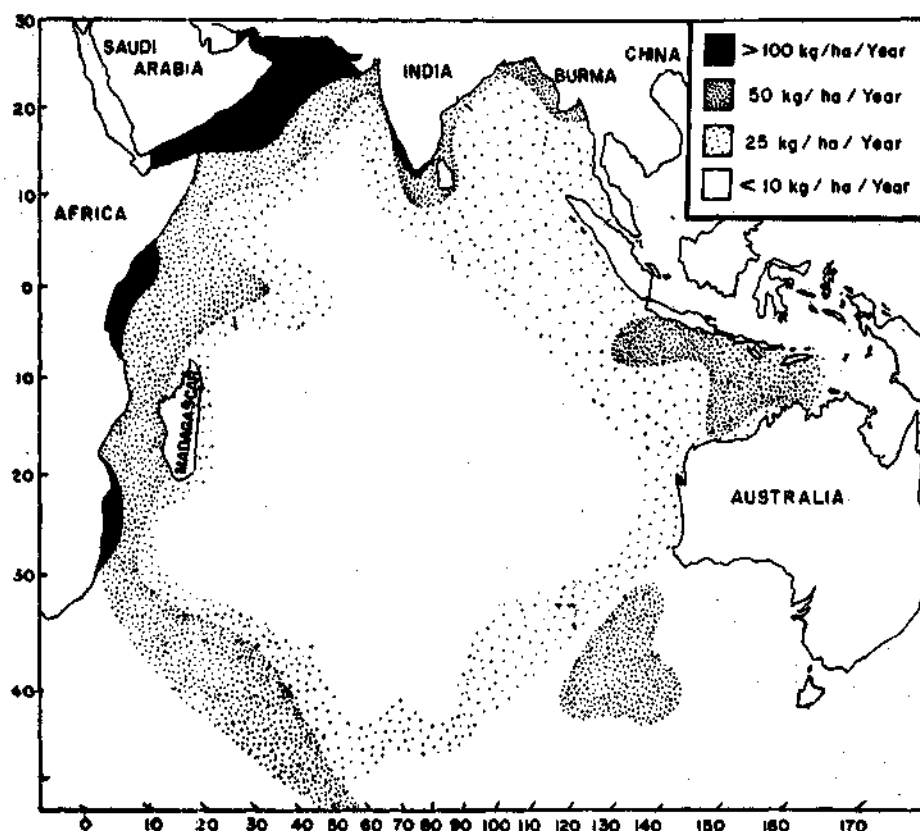 30
SAUDI
ARABIA
INDIA
BURMA
CHINA
> 100 kg/ha/Year
50 kg/ha/Year
25 kg/ha/Year
< 10 kg/ha/Year
20
10
AFRICA
0
10
MADAGASCAR
20
AUSTRALIA
30
40
0 10 20 30 40 50 60 70 80 90 100 110 120 130 140 150 160 170